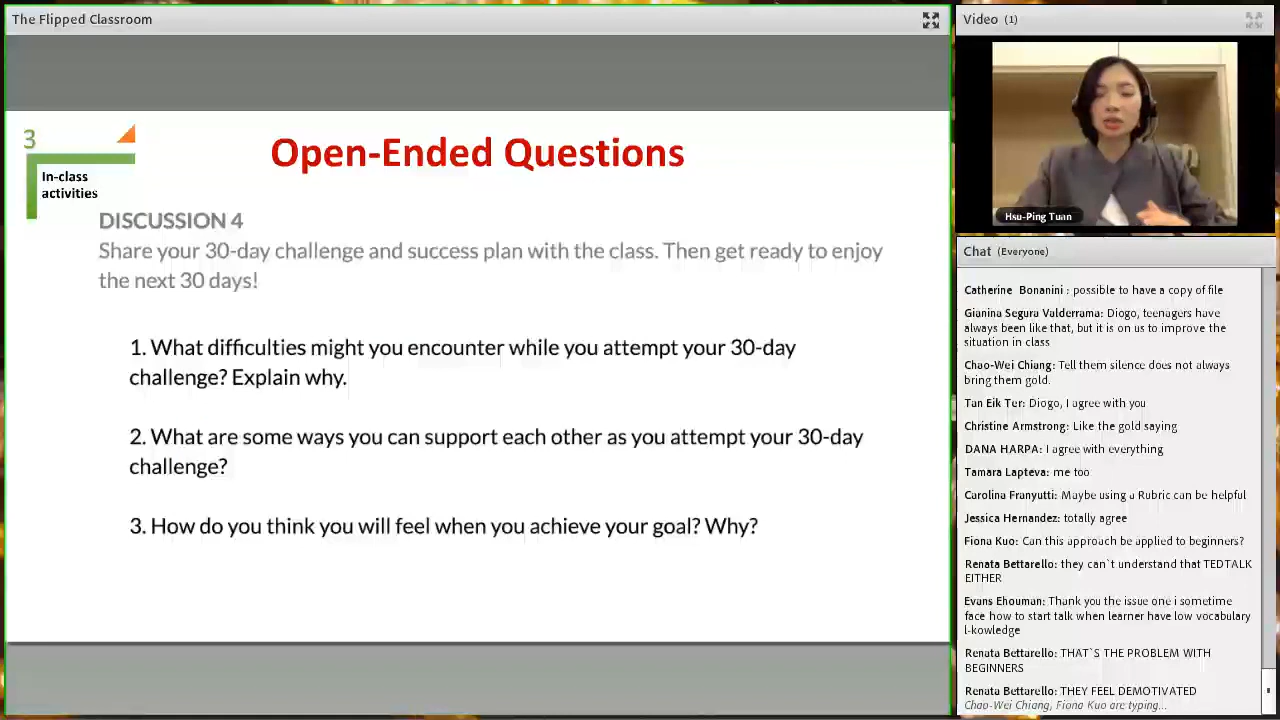 The Flipped Classroom
3
In-class
activities
Open-Ended Questions
DISCUSSION 4
Share your 30-day challenge and success plan with the class. Then get ready to enjoy
the next 30 days!
1. What difficulties might you encounter while you attempt your 30-day
challenge? Explain why.
2. What are some ways you can support each other as you attempt your 30-day
challenge?
3. How do you think you will feel when you achieve your goal? Why?
Video (1)
Hsu-Ping Tuan
Chat (Everyone)
Catherine Bonanini : possible to have a copy of file
Gianina Segura Valderrama: Diogo, teenagers have
always been like that, but it is on us to improve the
situation in class
Chao-Wei Chiang: Tell them silence does not always
bring them gold.
Tan Eik Ter: Diogo, I agree with you
Christine Armstrong: Like the gold saying
DANA HARPA: I agree with everything
Tamara Lapteva: me too
Carolina Franyutti: Maybe using a Rubric can be helpful
Jessica Hernandez: totally agree
Fiona Kuo: Can this approach be applied to beginners?
Renata Bettarello: they can`t understand that TEDTALK
EITHER
Evans Ehouman: Thank you the issue one i sometime
face how to start talk when learner have low vocabulary
l-kowledge
Renata Bettarello: THAT`S THE PROBLEM WITH
BEGINNERS
Renata Bettarello: THEY FEEL DEMOTIVATED
Chao-Wei Chiang, Fiona Kuo are typing...